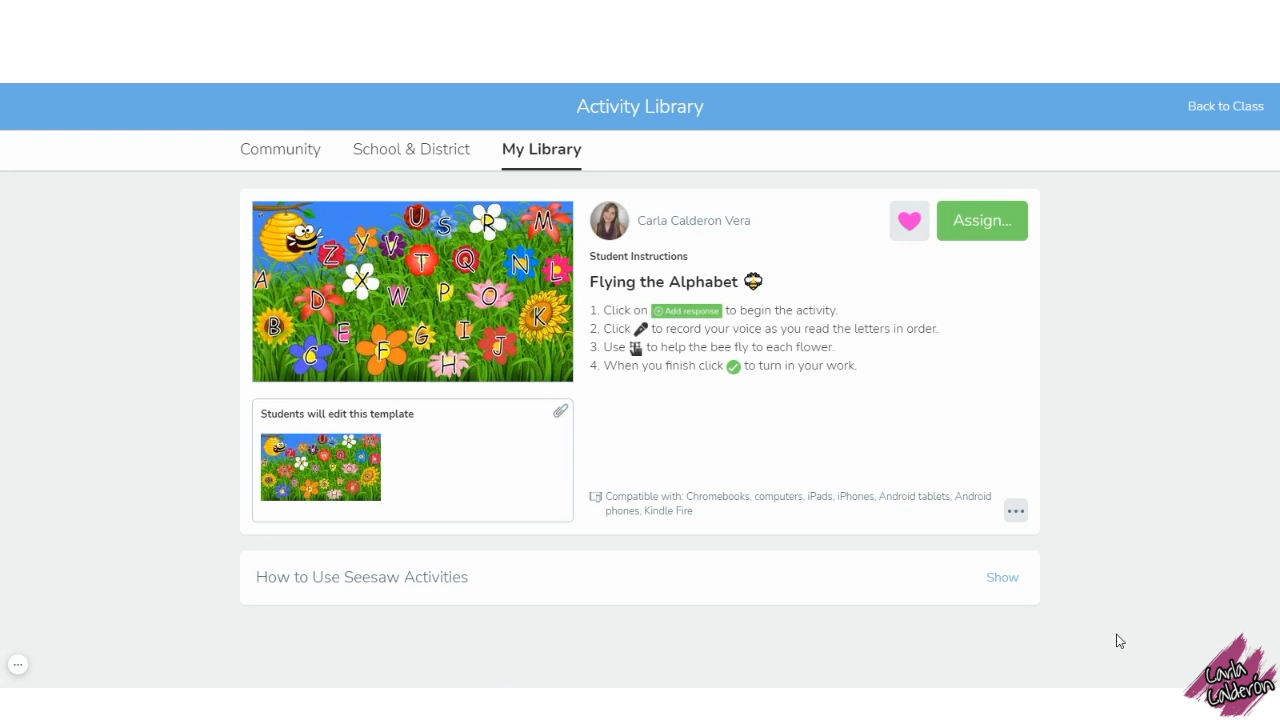 Activity Library
Back to Class
Community
School & District
My Library
Carla Calderon Vera
Assign...
Student Instructions
Flying the Alphabet
1. Click on Add response to begin the activity.
2. Click to record your voice as you read the letters in order.
3. Use to help the bee fly to each flower.
4. When you finish click to turn in your work.
U S R M
Z Y V
A X T Q N L
D W P O
B E F G I K
C H J
Students will edit this template
Compatible with: Chromebooks, computers, iPads, iPhones, Android tablets, Android
phones, Kindle Fire
How to Use Seesaw Activities
Show
Carla
Calderón